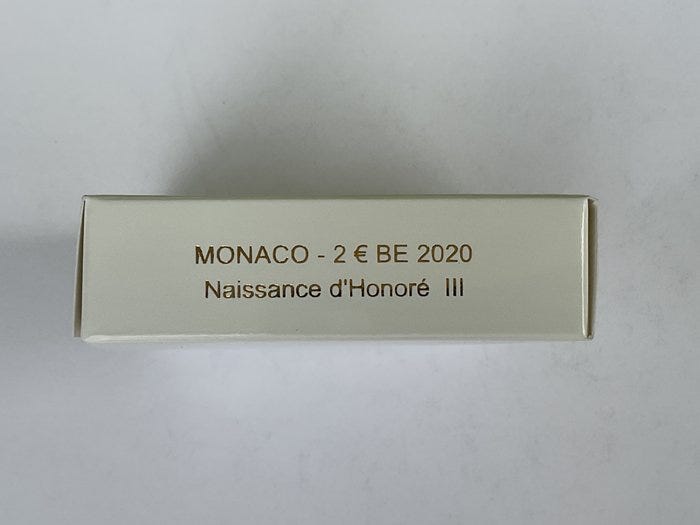 MONACO - 2 € BE 2020
Naissance d'Honoré III